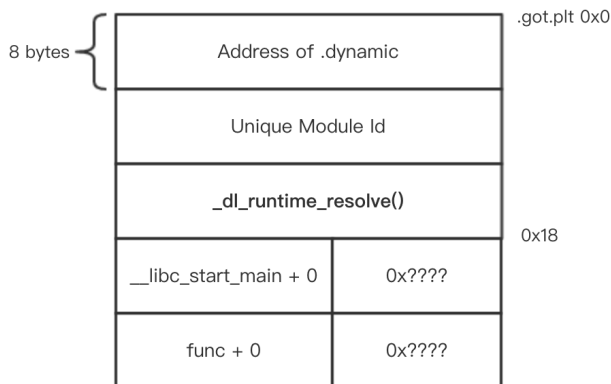 .got.plt 0x0
8 bytes
Address of .dynamic
Unique Module Id
_dl_runtime_resolve()
0x18
__libc_start_main + 0 0x????
func + 0 0x????